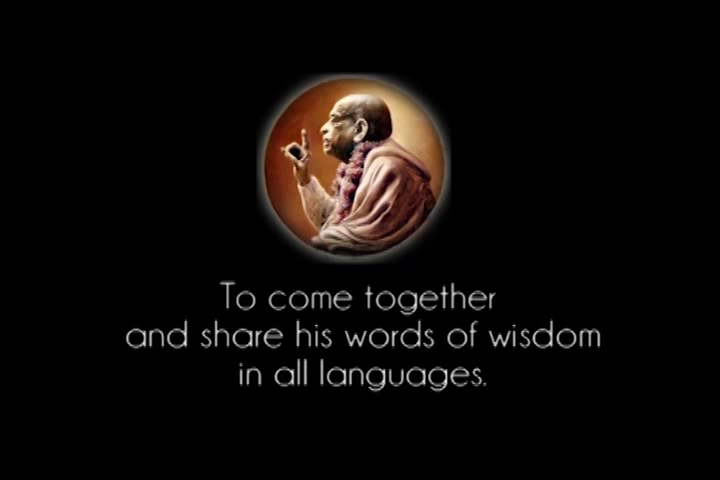 To come together
and share his words of wisdom
in all languages.